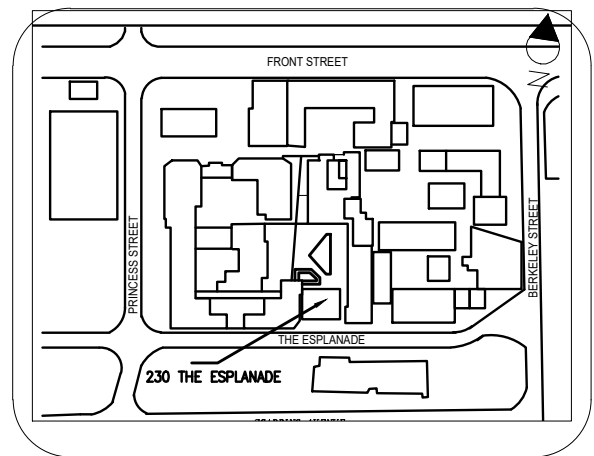 FRONT STREET
N
PRINCESS STREET
BERKELEY STREET
THE ESPLANADE
230 THE ESPLANADE